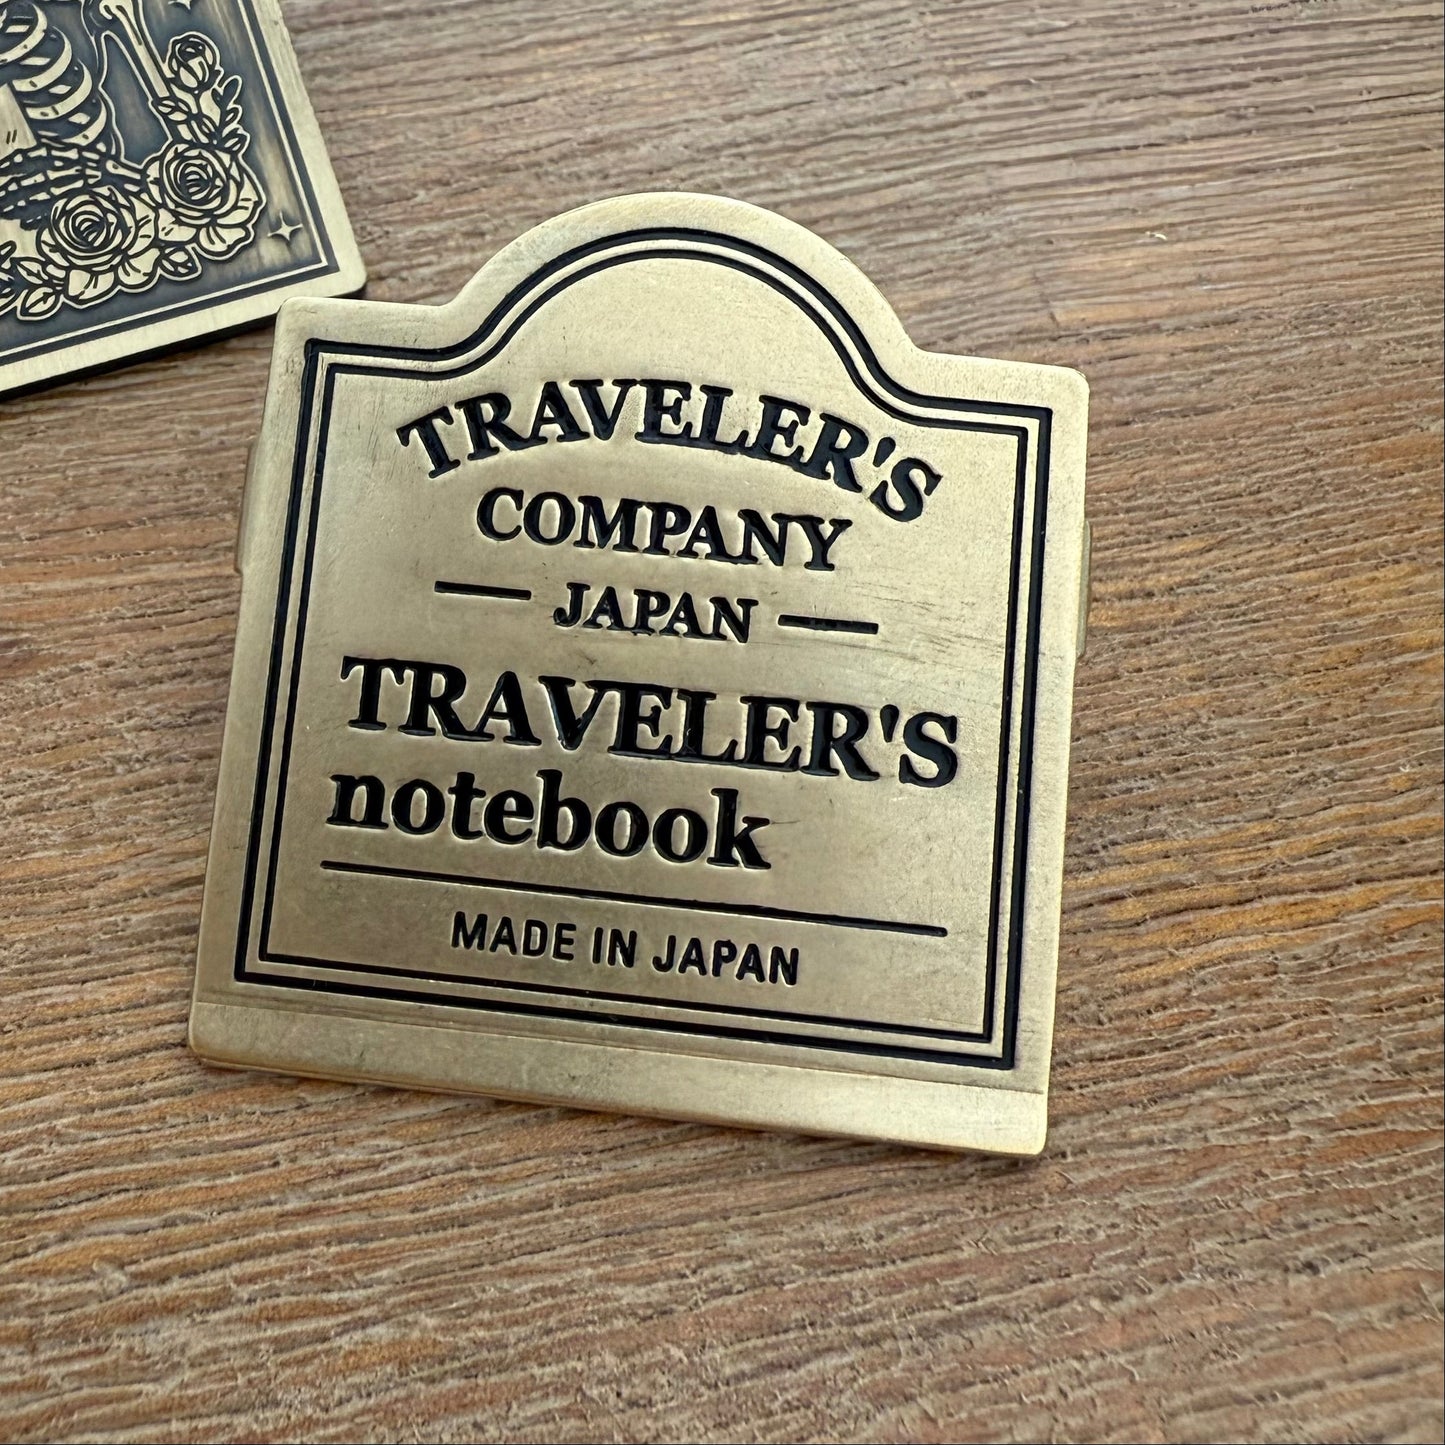 TRAVELER'S
COMPANY
JAPAN
TRAVELER'S
notebook
MADE IN JAPAN